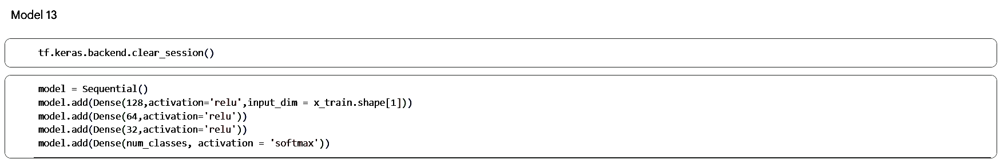 Model 13
tf.keras.backend.clear_session()
model = Sequential()
model.add(Dense(128,activation='relu',input_dim = x_train.shape[1]))
model.add(Dense(64,activation='relu'))
model.add(Dense(32,activation='relu'))
model.add(Dense(num_classes, activation = 'softmax'))